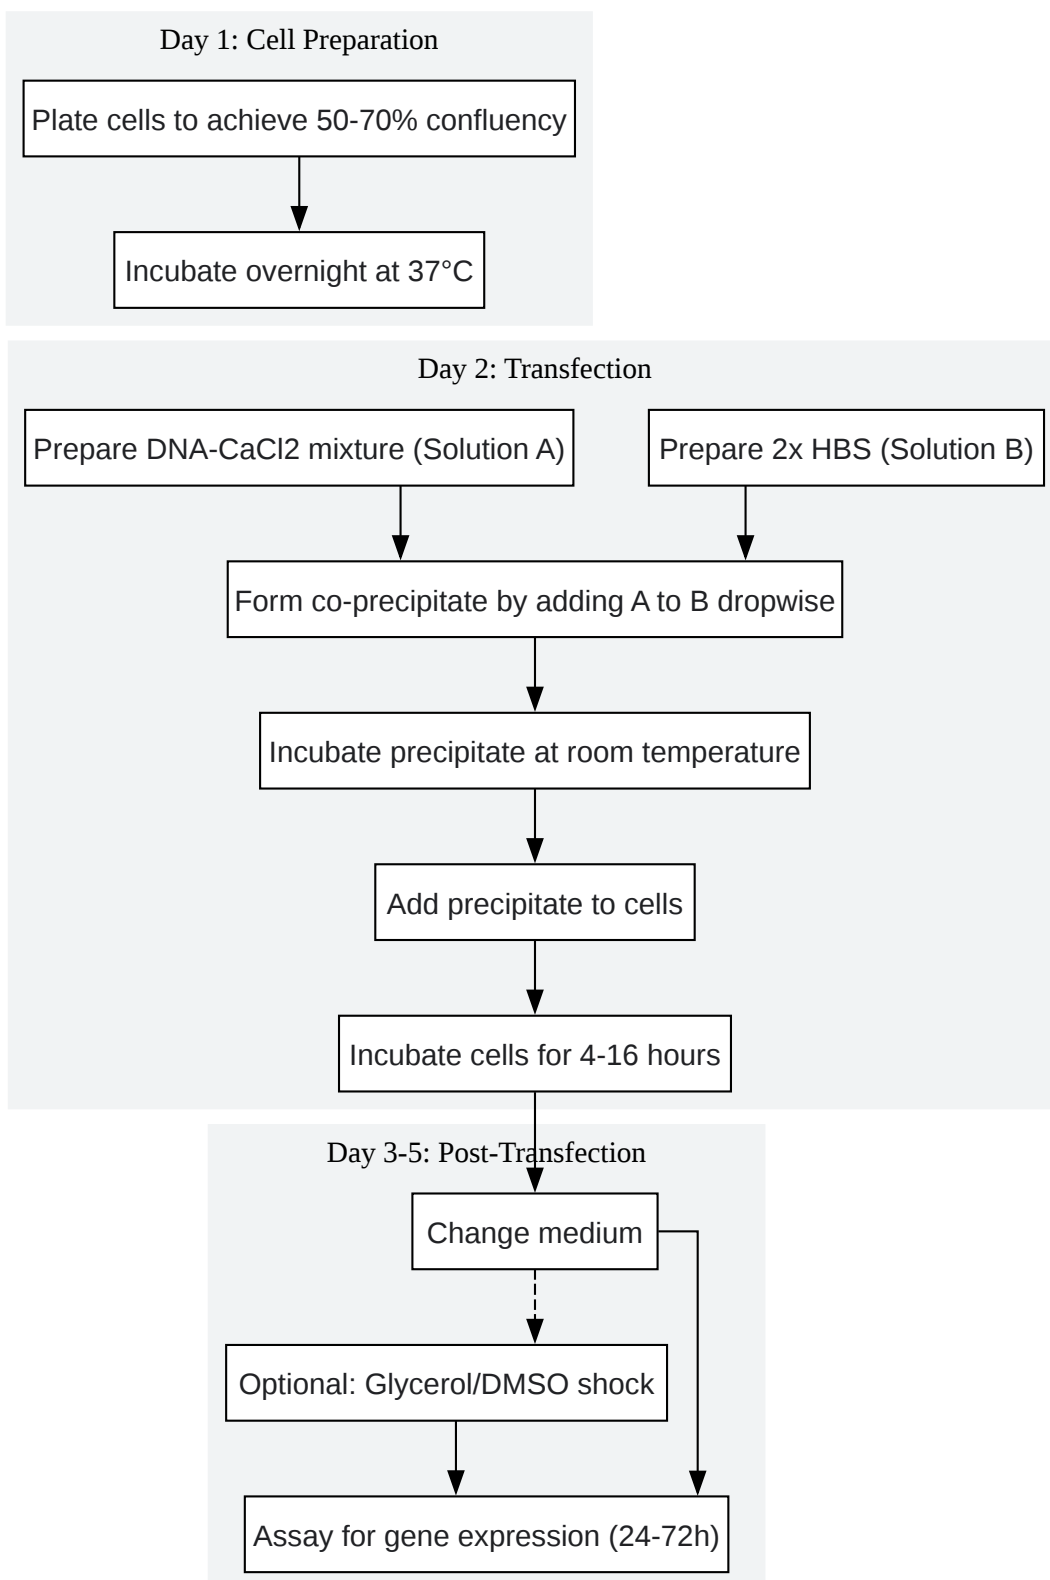 Day 1: Cell Preparation
Plate cells to achieve 50-70% confluency
Incubate overnight at 37°C
Day 2: Transfection
Prepare DNA-CaCl2 mixture (Solution A)
Prepare 2x HBS (Solution B)
Form co-precipitate by adding A to B dropwise
Incubate precipitate at room temperature
Add precipitate to cells
Incubate cells for 4-16 hours
Day 3-5: Post-Transfection
Change medium
Optional: Glycerol/DMSO shock
Assay for gene expression (24-72h)